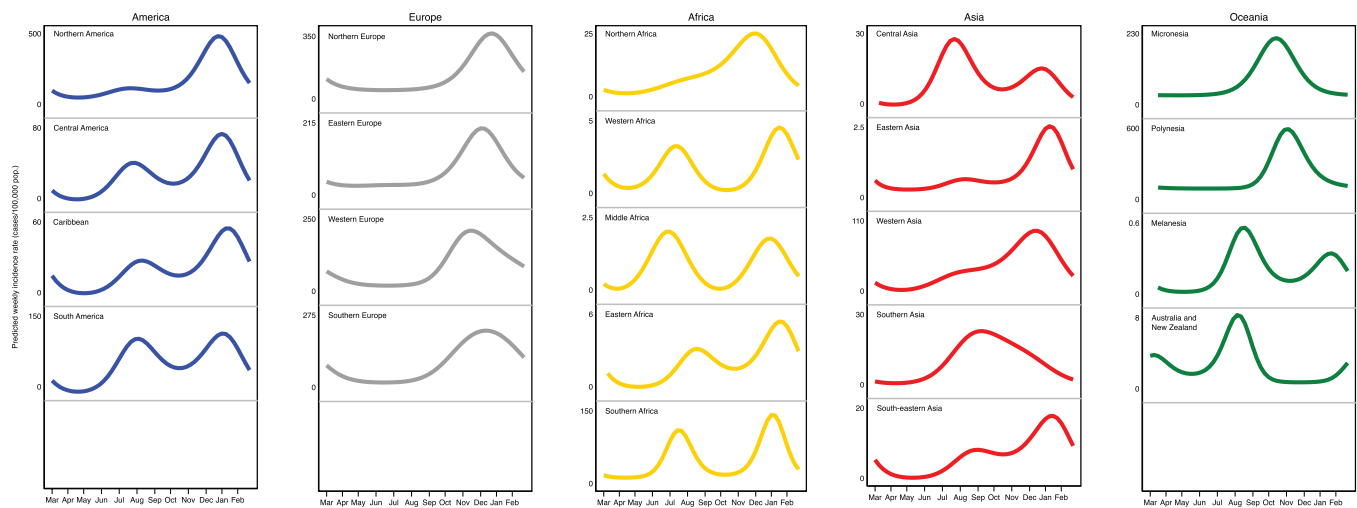 America
Europe
Africa
Asia
Oceania
Predicted weekly incidence rate (cases/100,000 pop.)
500
Northern America
0
80
Central America
0
60
Caribbean
0
150
South America
0
Mar Apr May Jun Jul Aug Sep Oct Nov Dec Jan Feb
350
Northern Europe
0
215
Eastern Europe
0
250
Western Europe
0
275
Southern Europe
0
Mar Apr May Jun Jul Aug Sep Oct Nov Dec Jan Feb
25
Northern Africa
0
5
Western Africa
0
2.5
Middle Africa
0
6
Eastern Africa
0
150
Southern Africa
0
Mar Apr May Jun Jul Aug Sep Oct Nov Dec Jan Feb
30
Central Asia
0
2.5
Eastern Asia
0
110
Western Asia
0
30
Southern Asia
0
20
South-eastern Asia
0
Mar Apr May Jun Jul Aug Sep Oct Nov Dec Jan Feb
230
Micronesia
0
600
Polynesia
0
0.6
Melanesia
0
8
Australia and
New Zealand
0
Mar Apr May Jun Jul Aug Sep Oct Nov Dec Jan Feb